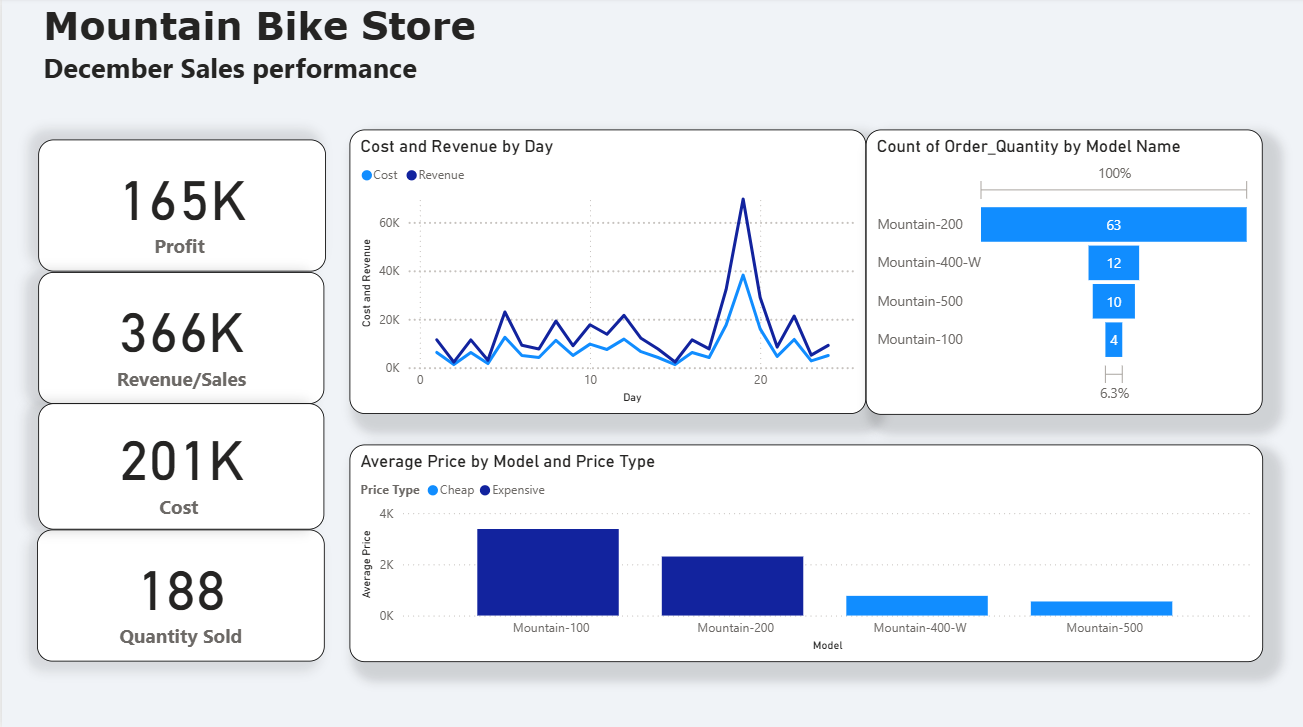 Mountain Bike Store
December Sales performance
165K
Profit
366K
Revenue/Sales
201K
Cost
188
Quantity Sold
Cost and Revenue by Day
Cost Revenue
Cost and Revenue
60K
40K
20K
0K
0 10 20
Day
Count of Order_Quantity by Model Name
100%
Mountain-200 63
Mountain-400-W 12
Mountain-500 10
Mountain-100 4
6.3%
Average Price by Model and Price Type
Price Type Cheap Expensive
Average Price
4K
2K
0K
Mountain-100 Mountain-200 Mountain-400-W Mountain-500
Model